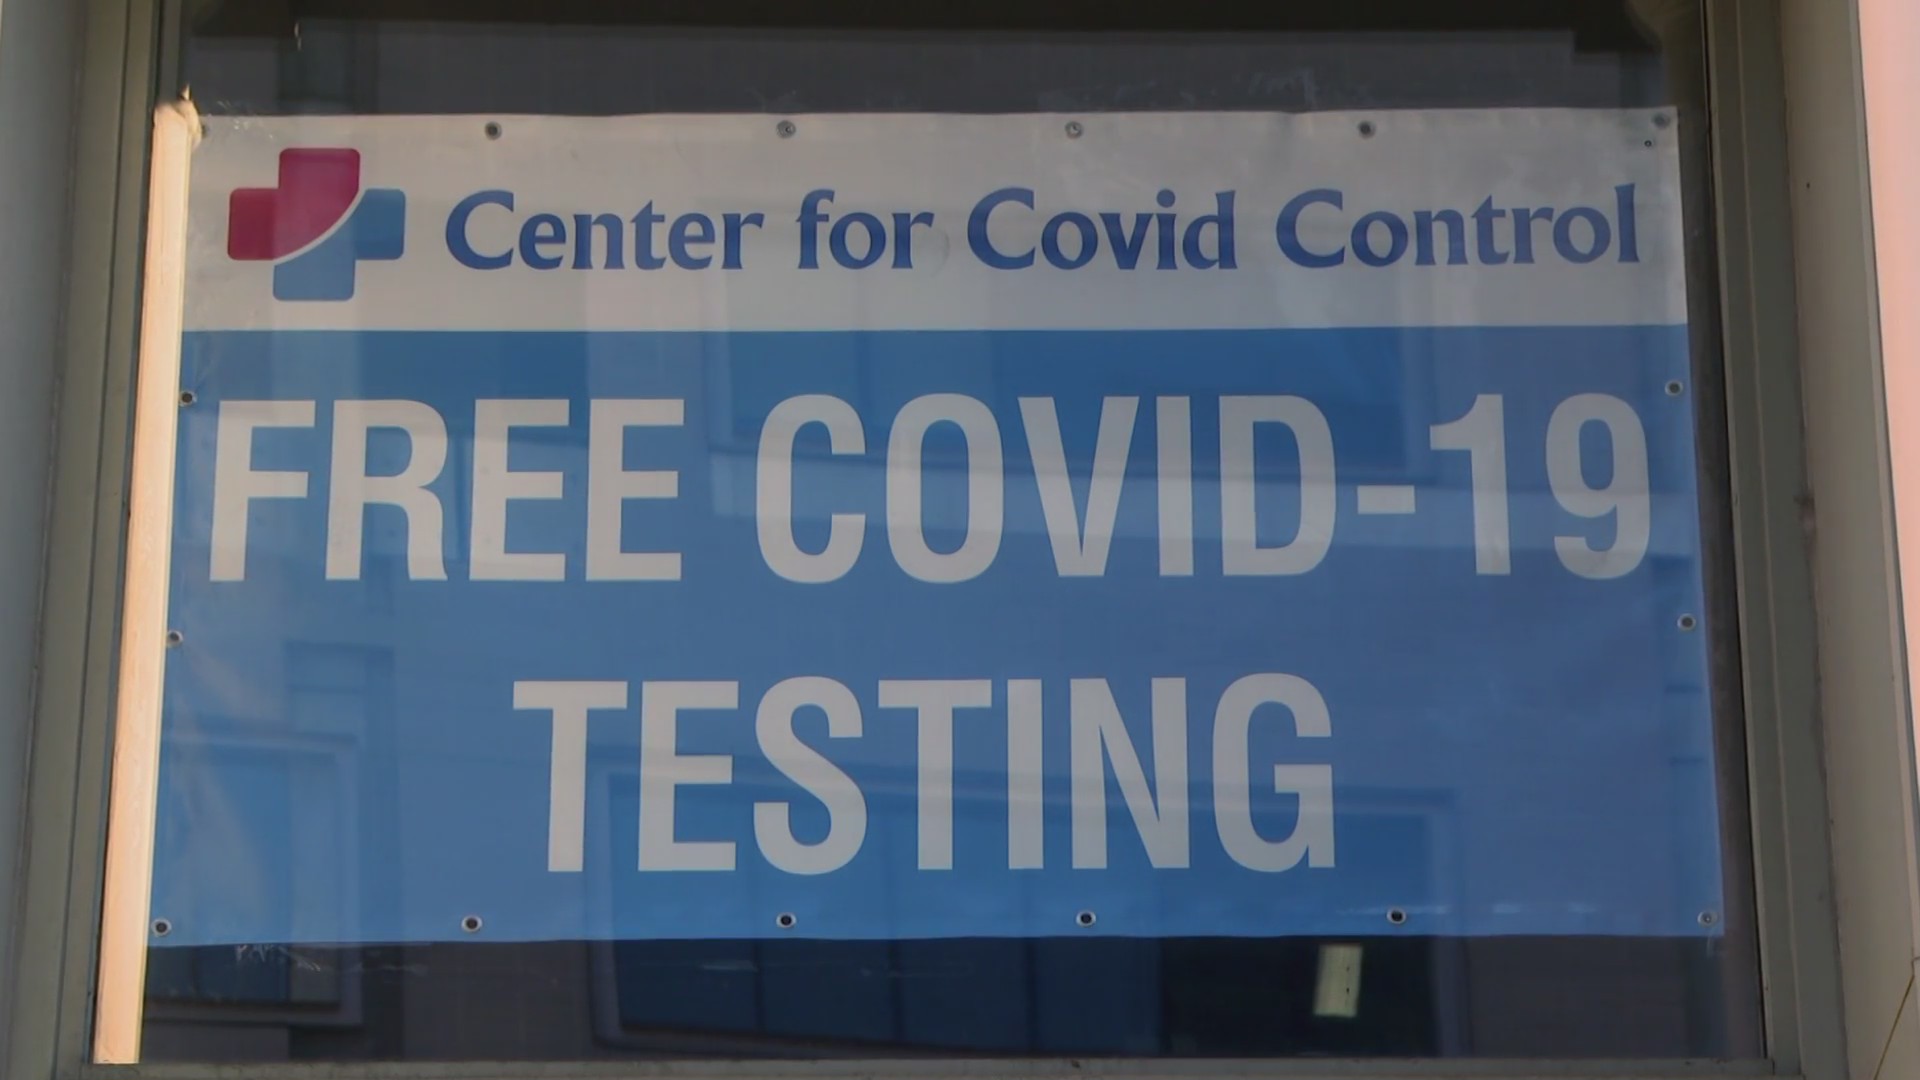 Center for Covid Control
FREE COVID-19
TESTING